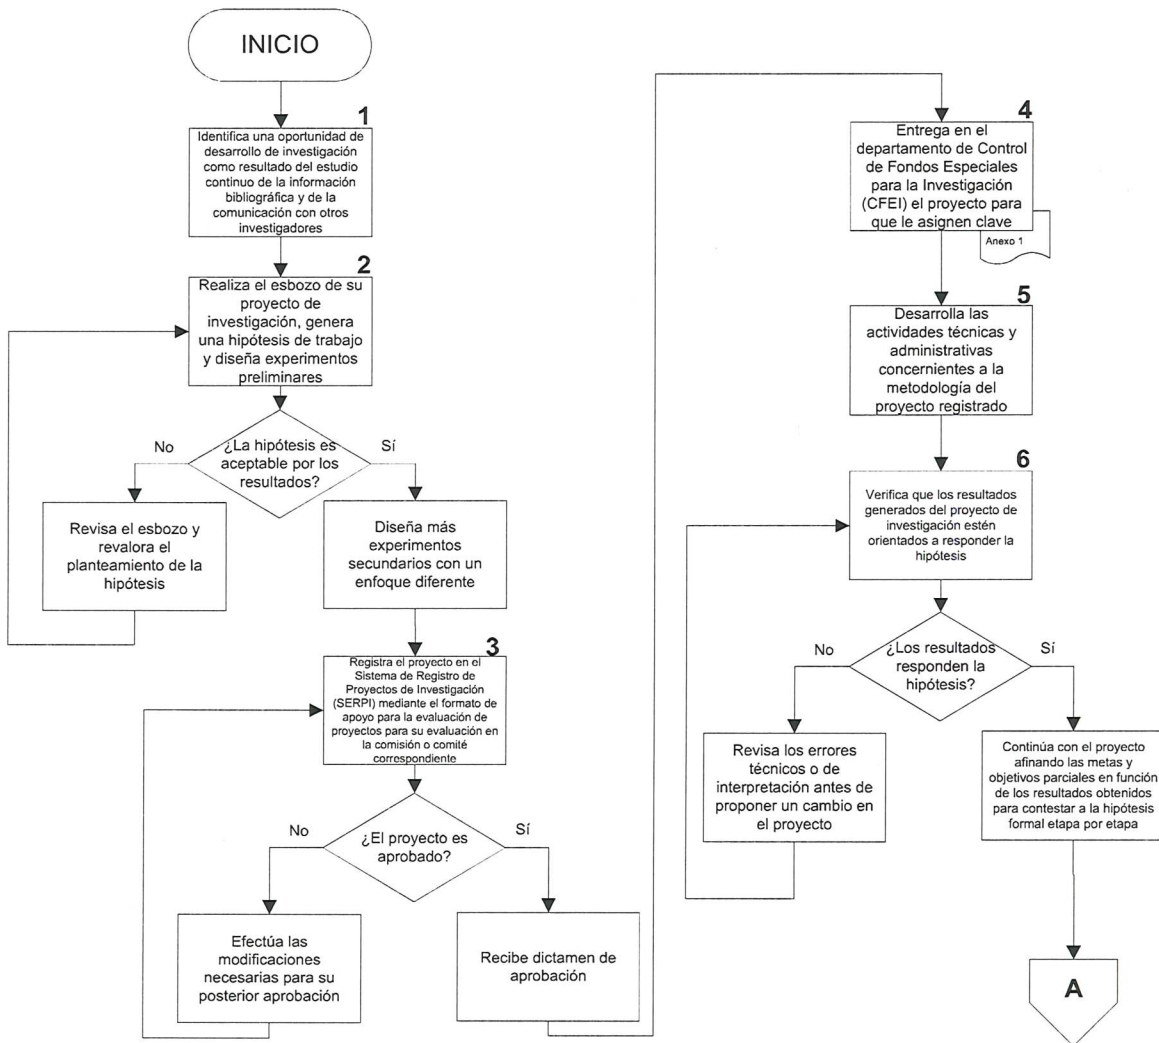 INICIO
1
Identifica una oportunidad de
desarrollo de investigación
como resultado del estudio
continuo de la información
bibliográfica y de la
comunicación con otros
investigadores
2
Realiza el esbozo de su
proyecto de
investigación, genera
una hipótesis de trabajo
y diseña experimentos
preliminares
¿La hipótesis es
aceptable por los
resultados?
No
Sí
Revisa el esbozo y
revalora el
planteamiento de la
hipótesis
Diseña más
experimentos
secundarios con un
enfoque diferente
3
Registra el proyecto en el
Sistema de Registro de
Proyectos de Investigación
(SERPI) mediante el formato de
apoyo para la evaluación de
proyectos para su evaluación en
la comisión o comité
correspondiente
¿El proyecto es
aprobado?
No
Sí
Efectúa las
modificaciones
necesarias para su
posterior aprobación
Recibe dictamen de
aprobación
4
Entrega en el
departamento de Control
de Fondos Especiales
para la Investigación
(CFEI) el proyecto para
que le asignen clave
Anexo 1
5
Desarrolla las
actividades técnicas y
administrativas
concernientes a la
metodología del
proyecto registrado
6
Verifica que los resultados
generados del proyecto de
investigación estén
orientados a responder la
hipótesis
¿Los resultados
responden la
hipótesis?
No
Sí
Revisa los errores
técnicos o de
interpretación antes de
proponer un cambio en
el proyecto
Continúa con el proyecto
afinando las metas y
objetivos parciales en función
de los resultados obtenidos
para contestar a la hipótesis
formal etapa por etapa
A